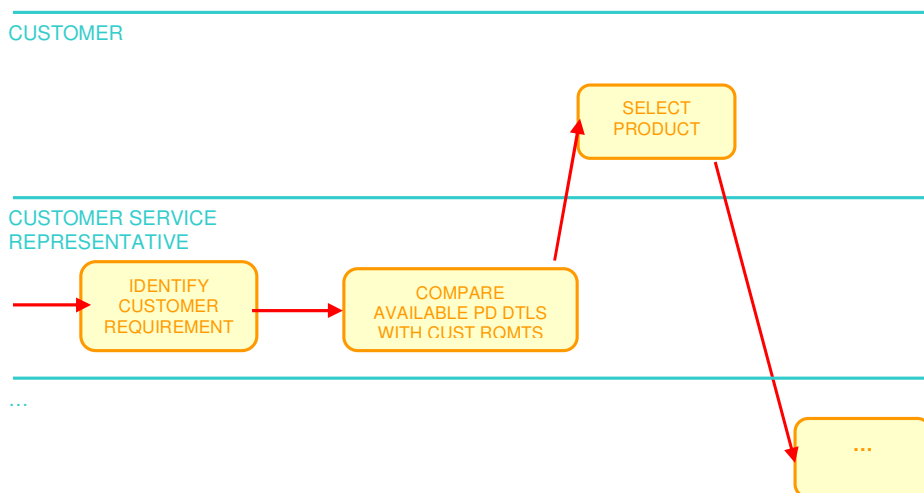 CUSTOMER
SELECT
PRODUCT
CUSTOMER SERVICE
REPRESENTATIVE
IDENTIFY
CUSTOMER
REQUIREMENT
COMPARE
AVAILABLE PD DTLS
WITH CUST RQMTS
...
...